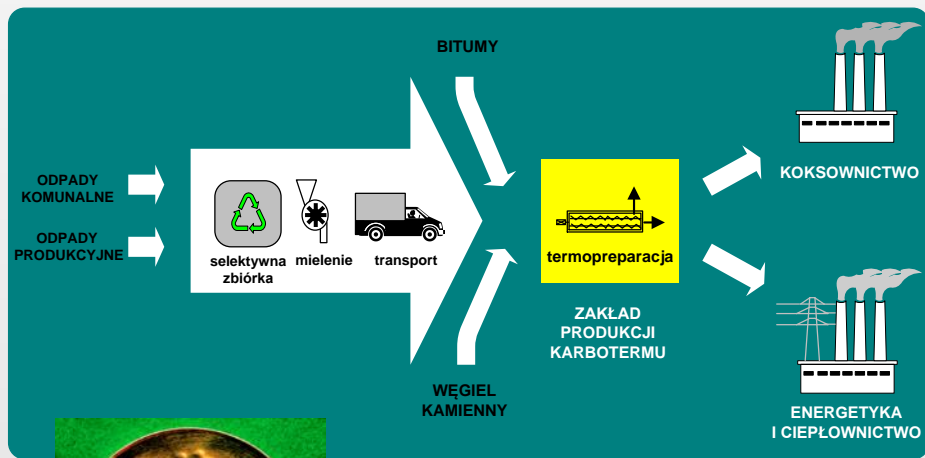 BITUMY
ODPADY
KOMUNALNE
ODPADY
PRODUKCYJNE
selektywna
zbiórka
mielenie
transport
termopreparacja
ZAKŁAD
PRODUKCJI
KARBOTERMU
WĘGIEL
KAMIENNY
KOKSOWNICTWO
ENERGETYKA
I CIEPŁOWNICTWO